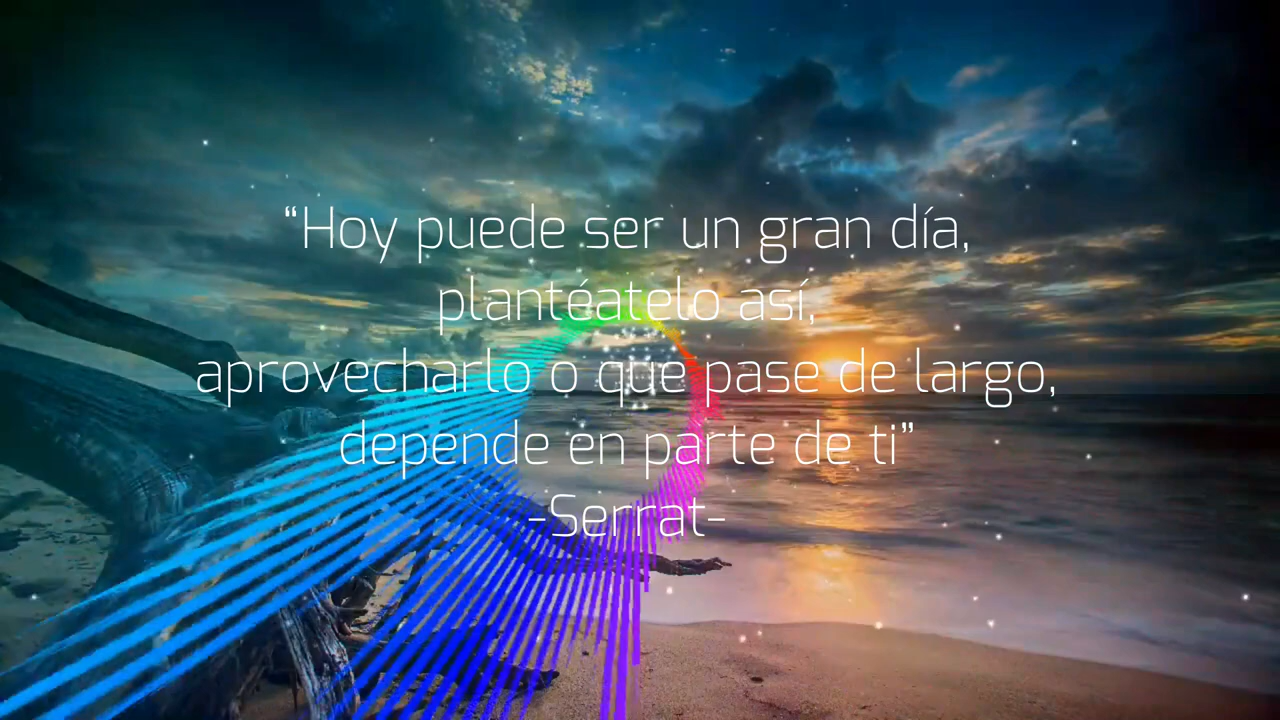 “Hoy puede ser un gran día,
plantéatelo así,
aprovecharlo o que pase de largo,
depende en parte de ti”
-Serrat-